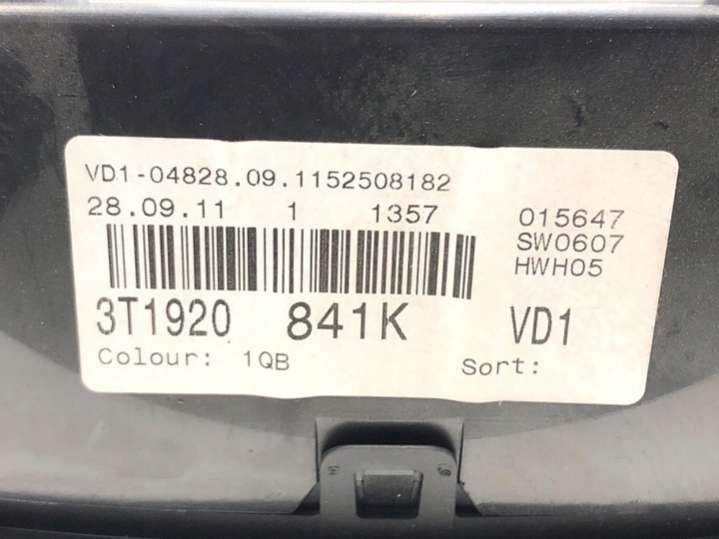 VD1-04828.09.1152508182
28.09.11 1 1357 015647
SW0607
HWH05
3T1920 841K VD1
Colour: 1QB Sort: